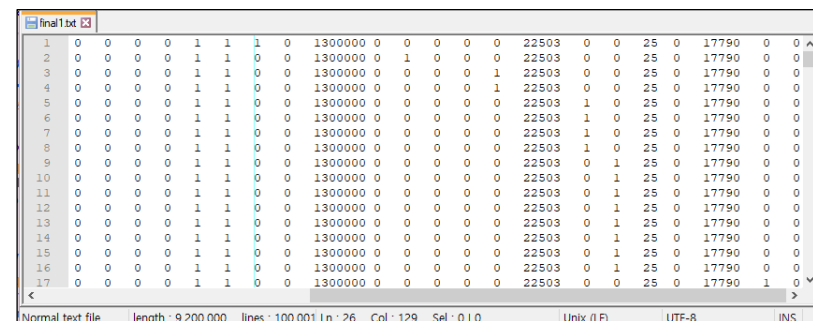 final1.txt
1 0 0 0 0 1 1 1 0 1300000 0 0 0 0 0 22503 0 0 25 0 17790 0 0
2 0 0 0 0 1 1 0 0 1300000 0 1 0 0 0 22503 0 0 25 0 17790 0 0
3 0 0 0 0 1 1 0 0 1300000 0 0 0 0 1 22503 0 0 25 0 17790 0 0
4 0 0 0 0 1 1 0 0 1300000 0 0 0 0 1 22503 0 0 25 0 17790 0 0
5 0 0 0 0 1 1 0 0 1300000 0 0 0 0 0 22503 1 0 25 0 17790 0 0
6 0 0 0 0 1 1 0 0 1300000 0 0 0 0 0 22503 1 0 25 0 17790 0 0
7 0 0 0 0 1 1 0 0 1300000 0 0 0 0 0 22503 1 0 25 0 17790 0 0
8 0 0 0 0 1 1 0 0 1300000 0 0 0 0 0 22503 1 0 25 0 17790 0 0
9 0 0 0 0 1 1 0 0 1300000 0 0 0 0 0 22503 0 1 25 0 17790 0 0
10 0 0 0 0 1 1 0 0 1300000 0 0 0 0 0 22503 0 1 25 0 17790 0 0
11 0 0 0 0 1 1 0 0 1300000 0 0 0 0 0 22503 0 1 25 0 17790 0 0
12 0 0 0 0 1 1 0 0 1300000 0 0 0 0 0 22503 0 1 25 0 17790 0 0
13 0 0 0 0 1 1 0 0 1300000 0 0 0 0 0 22503 0 1 25 0 17790 0 0
14 0 0 0 0 1 1 0 0 1300000 0 0 0 0 0 22503 0 1 25 0 17790 0 0
15 0 0 0 0 1 1 0 0 1300000 0 0 0 0 0 22503 0 1 25 0 17790 0 0
16 0 0 0 0 1 1 0 0 1300000 0 0 0 0 0 22503 0 1 25 0 17790 0 0
17 0 0 0 0 1 1 0 0 1300000 0 0 0 0 0 22503 0 1 25 0 17790 1 0
Normal text file length : 9,200,000 lines : 100,001 Ln : 26 Col : 129 Sel : 0 | 0 Unix (LF) UTF-8 INS